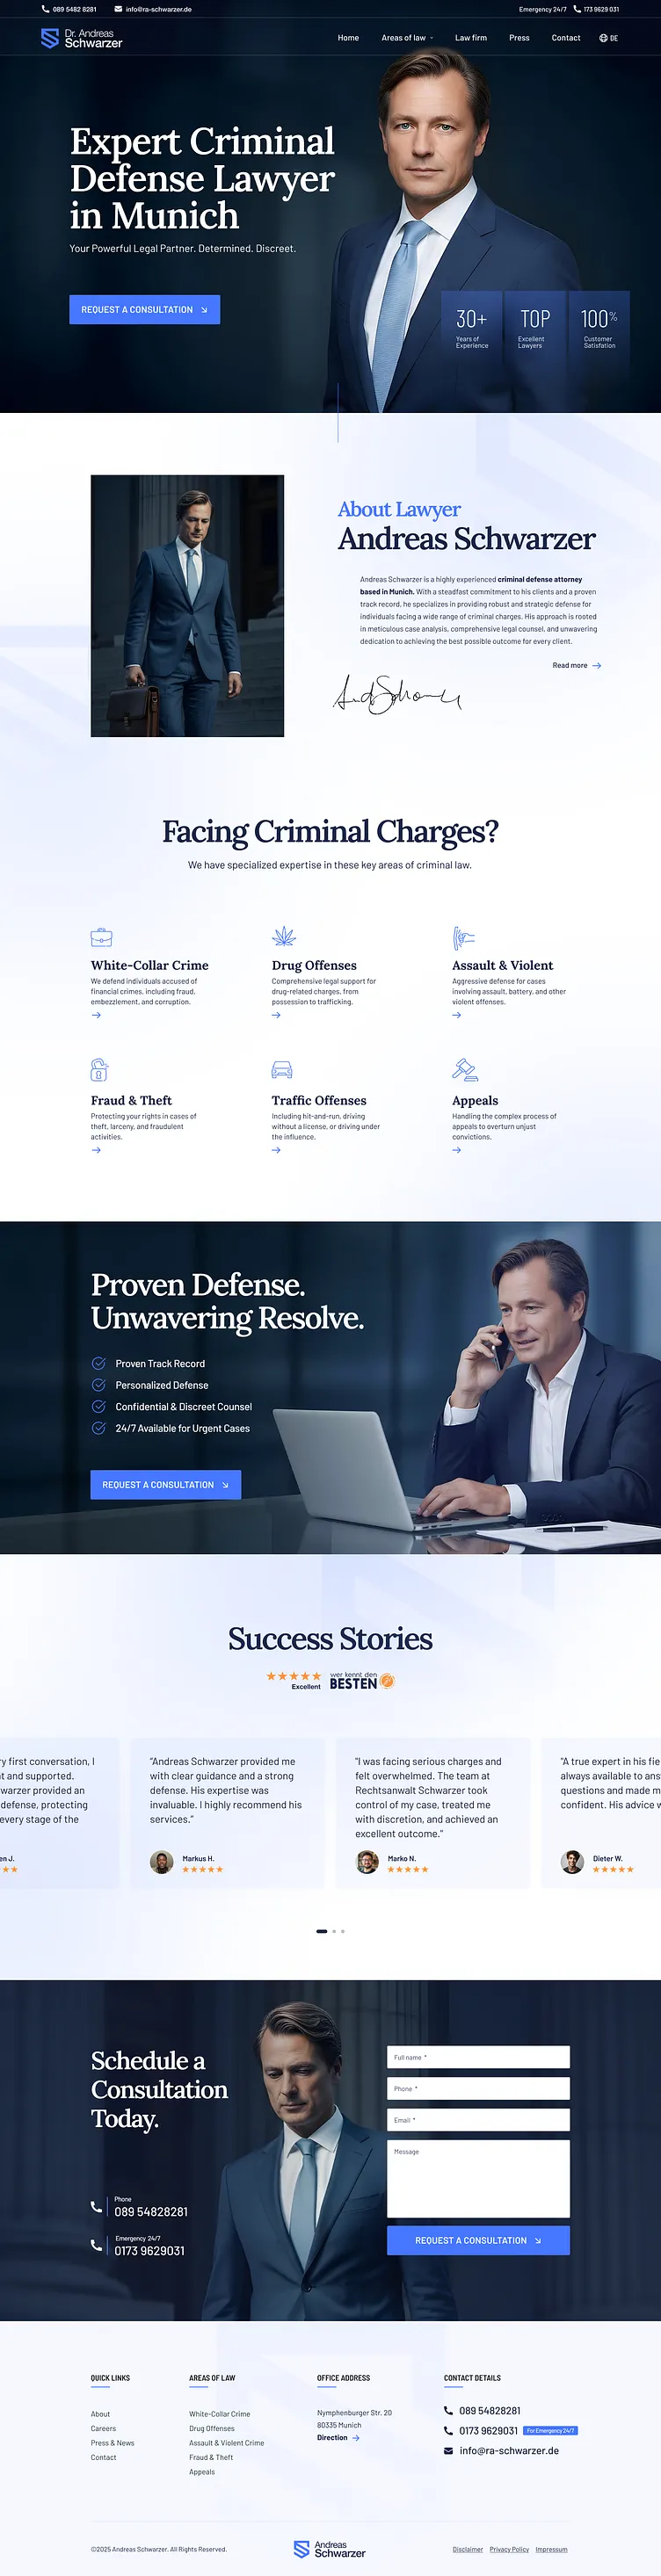 089 5482 8281
info@ra-schwarzer.de
Emergency 24/7
173 9629 031
Dr. Andreas
Schwarzer
Home
Areas of law
Law firm
Press
Contact
DE
Expert Criminal
Defense Lawyer
in Munich
Your Powerful Legal Partner. Determined. Discreet.
REQUEST A CONSULTATION
30+
Years of
Experience
TOP
Excellent
Lawyers
100%
Customer
Satisfation
About Lawyer
Andreas Schwarzer
Andreas Schwarzer is a highly experienced criminal defense attorney
based in Munich. With a steadfast commitment to his clients and a proven
track record, he specializes in providing robust and strategic defense for
individuals facing a wide range of criminal charges. His approach is rooted
in meticulous case analysis, comprehensive legal counsel, and unwavering
dedication to achieving the best possible outcome for every client.
Read more
Facing Criminal Charges?
We have specialized expertise in these key areas of criminal law.
White-Collar Crime
We defend individuals accused of
financial crimes, including fraud,
embezzlement, and corruption.
Drug Offenses
Comprehensive legal support for
drug-related charges, from
possession to trafficking.
Assault & Violent
Aggressive defense for cases
involving assault, battery, and other
violent offenses.
Fraud & Theft
Protecting your rights in cases of
theft, larceny, and fraudulent
activities.
Traffic Offenses
Including hit-and-run, driving
without a license, or driving under
the influence.
Appeals
Handling the complex process of
appeals to overturn unjust
convictions.
Proven Defense.
Unwavering Resolve.
Proven Track Record
Personalized Defense
Confidential & Discreet Counsel
24/7 Available for Urgent Cases
REQUEST A CONSULTATION
Success Stories
Excellent
wer kennt den
BESTEN
ry first conversation, I
t and supported.
warzer provided an
defense, protecting
every stage of the
en J.
"Andreas Schwarzer provided me
with clear guidance and a strong
defense. His expertise was
invaluable. I highly recommend his
services."
Markus H.
"I was facing serious charges and
felt overwhelmed. The team at
Rechtsanwalt Schwarzer took
control of my case, treated me
with discretion, and achieved an
excellent outcome."
Marko N.
"A true expert in his fie
always available to ans
questions and made m
confident. His advice w
Dieter W.
Schedule a
Consultation
Today.
Phone
089 54828281
Emergency 24/7
0173 9629031
Full name *
Phone *
Email *
Message
REQUEST A CONSULTATION
QUICK LINKS
About
Careers
Press & News
Contact
AREAS OF LAW
White-Collar Crime
Drug Offenses
Assault & Violent Crime
Fraud & Theft
Appeals
OFFICE ADDRESS
Nymphenburger Str. 20
80335 Munich
Direction
CONTACT DETAILS
089 54828281
0173 9629031
For Emergency 24/7
info@ra-schwarzer.de
©2025 Andreas Schwarzer. All Rights Reserved.
Andreas
Schwarzer
Disclaimer
Privacy Policy
Impressum